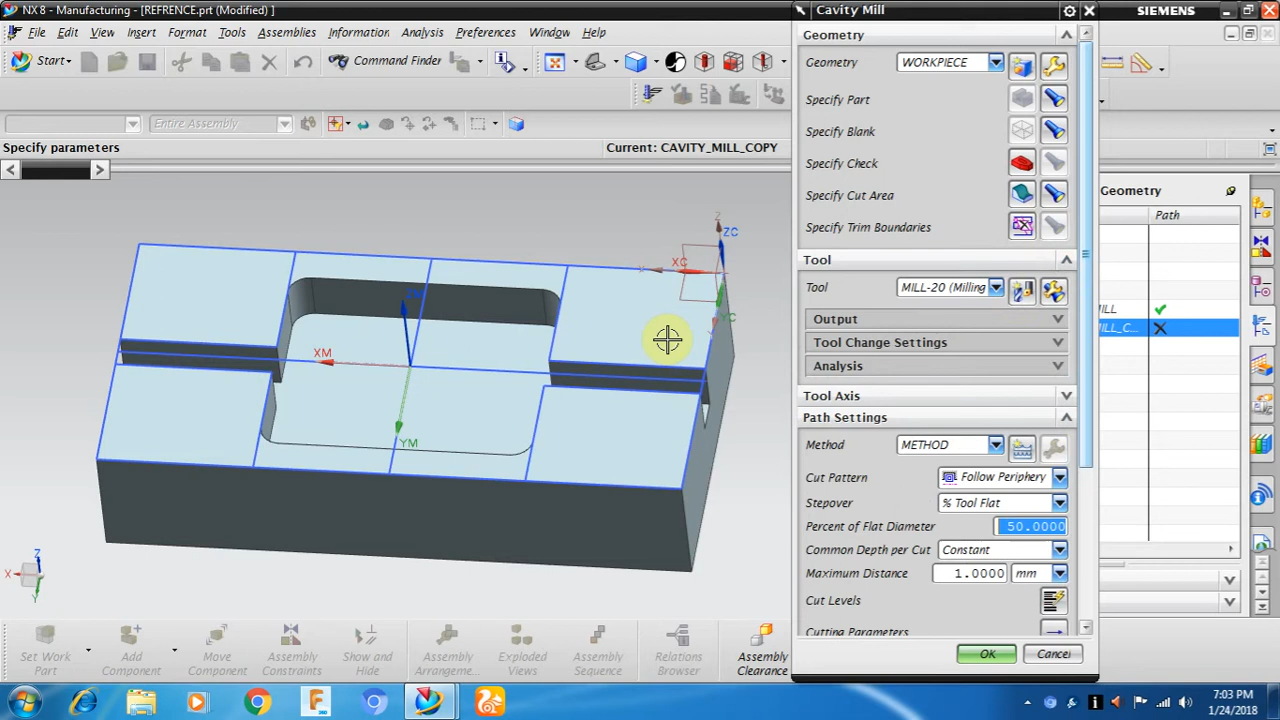 NX 8 - Manufacturing - [REFRENCE.prt (Modified) ]
SIEMENS
File Edit View Insert Format Tools Assemblies Information Analysis Preferences Window Help
Start
Command Finder
Entire Assembly
Specify parameters
Current: CAVITY_MILL_COPY
Z
ZC
XC
X
YC
ZM
XM
YM
Z
X
Y
Set Work Part
Add Component
Move Component
Assembly Constraints
Show and Hide
Assembly Arrangeme...
Exploded Views
Assembly Sequence
Relations Browser
Assembly Clearance
Cavity Mill
Geometry
Geometry WORKPIECE
Specify Part
Specify Blank
Specify Check
Specify Cut Area
Specify Trim Boundaries
Tool
Tool MILL-20 (Milling
Output
Tool Change Settings
Analysis
Tool Axis
Path Settings
Method METHOD
Cut Pattern Follow Periphery
Stepover % Tool Flat
Percent of Flat Diameter 50.0000
Common Depth per Cut Constant
Maximum Distance 1.0000 mm
Cut Levels
Cutting Parameters
OK Cancel
Geometry
Path
ILL
ILL_C...
7:03 PM
1/24/2018